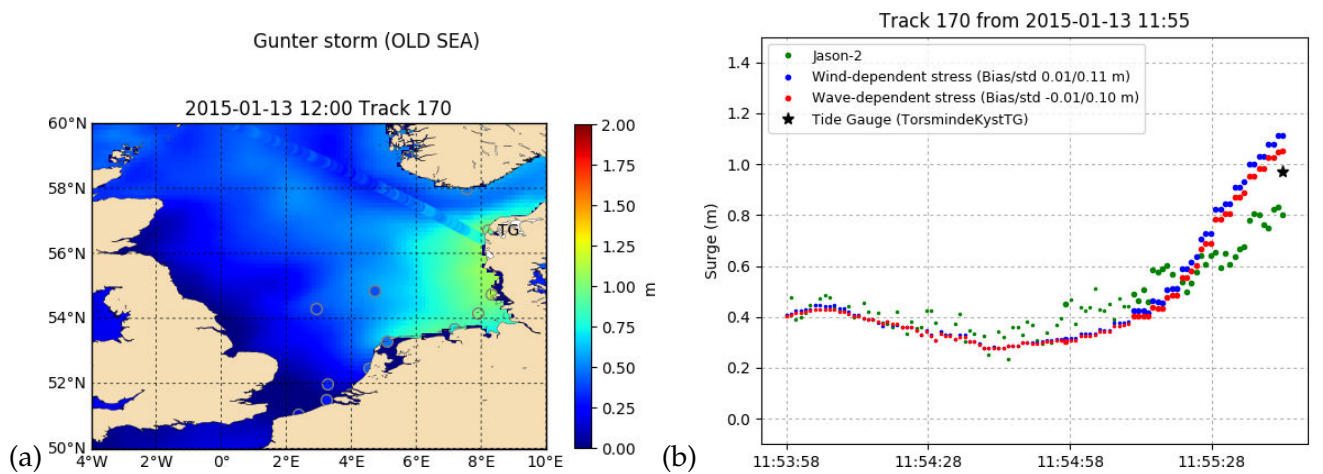 Gunter storm (OLD SEA)
2015-01-13 12:00 Track 170
60°N
58°N
56°N
54°N
52°N
50°N
4°W 2°W 0° 2°E 4°E 6°E 8°E 10°E
TG
2.00
1.75
1.50
1.25
1.00
0.75
0.50
0.25
0.00
m
(a)
Track 170 from 2015-01-13 11:55
Jason-2
Wind-dependent stress (Bias/std 0.01/0.11 m)
Wave-dependent stress (Bias/std -0.01/0.10 m)
Tide Gauge (TorsmindeKystTG)
Surge (m)
1.4
1.2
1.0
0.8
0.6
0.4
0.2
0.0
11:53:58 11:54:28 11:54:58 11:55:28
(b)